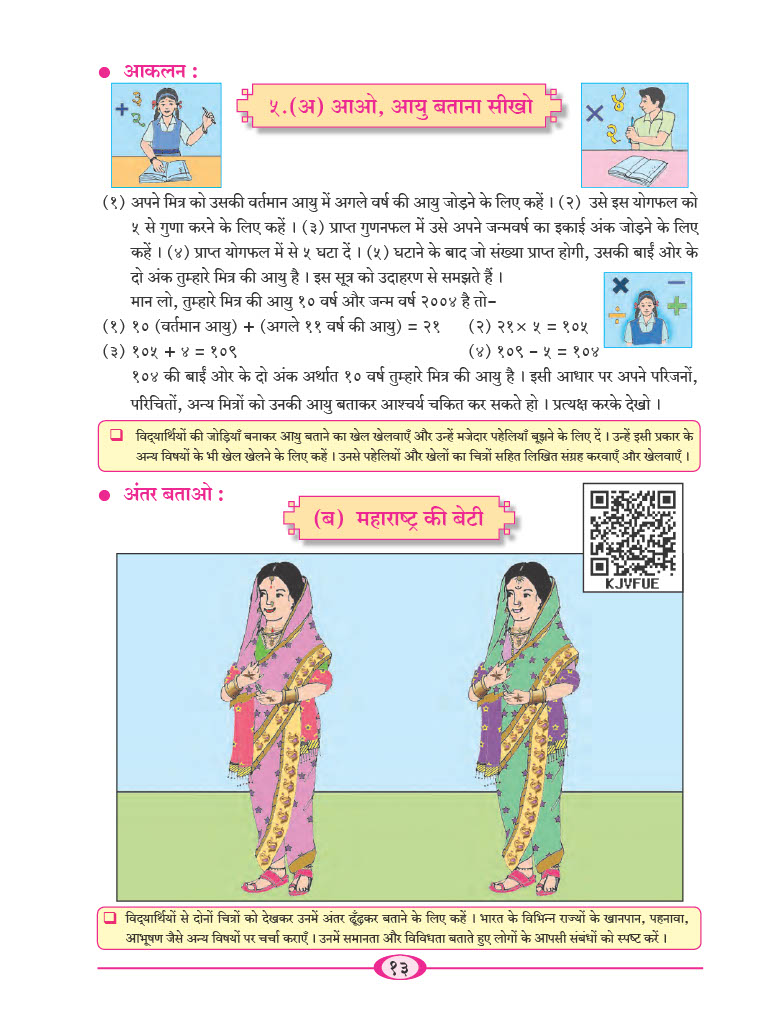 ● आकलन :
+ ३ २
५.(अ) आओ, आयु बताना सीखो
× ४ २
(१) अपने मित्र को उसकी वर्तमान आयु में अगले वर्ष की आयु जोड़ने के लिए कहें । (२) उसे इस योगफल को
५ से गुणा करने के लिए कहें । (३) प्राप्त गुणनफल में उसे अपने जन्मवर्ष का इकाई अंक जोड़ने के लिए
कहें । (४) प्राप्त योगफल में से ५ घटा दें । (५) घटाने के बाद जो संख्या प्राप्त होगी, उसकी बाईं ओर के
दो अंक तुम्हारे मित्र की आयु है । इस सूत्र को उदाहरण से समझते हैं ।
मान लो, तुम्हारे मित्र की आयु १० वर्ष और जन्म वर्ष २००४ है तो–
× − ÷ +
(१) १० (वर्तमान आयु) + (अगले ११ वर्ष की आयु) = २१ (२) २१× ५ = १०५
(३) १०५ + ४ = १०९ (४) १०९ – ५ = १०४
१०४ की बाईं ओर के दो अंक अर्थात १० वर्ष तुम्हारे मित्र की आयु है । इसी आधार पर अपने परिजनों,
परिचितों, अन्य मित्रों को उनकी आयु बताकर आश्चर्य चकित कर सकते हो । प्रत्यक्ष करके देखो ।
❑ विद्यार्थियों की जोड़ियाँ बनाकर आयु बताने का खेल खेलवाएँ और उन्हें मजेदार पहेलियाँ बूझने के लिए दें । उन्हें इसी प्रकार के
अन्य विषयों के भी खेल खेलने के लिए कहें । उनसे पहेलियों और खेलों का चित्रों सहित लिखित संग्रह करवाएँ और खेलवाएँ ।
● अंतर बताओ :
(ब) महाराष्ट्र की बेटी
KJVFUE
❑ विद्यार्थियों से दोनों चित्रों को देखकर उनमें अंतर ढूँढ़कर बताने के लिए कहें । भारत के विभिन्न राज्यों के खानपान, पहनावा,
आभूषण जैसे अन्य विषयों पर चर्चा कराएँ । उनमें समानता और विविधता बताते हुए लोगों के आपसी संबंधों को स्पष्ट करें ।
१३